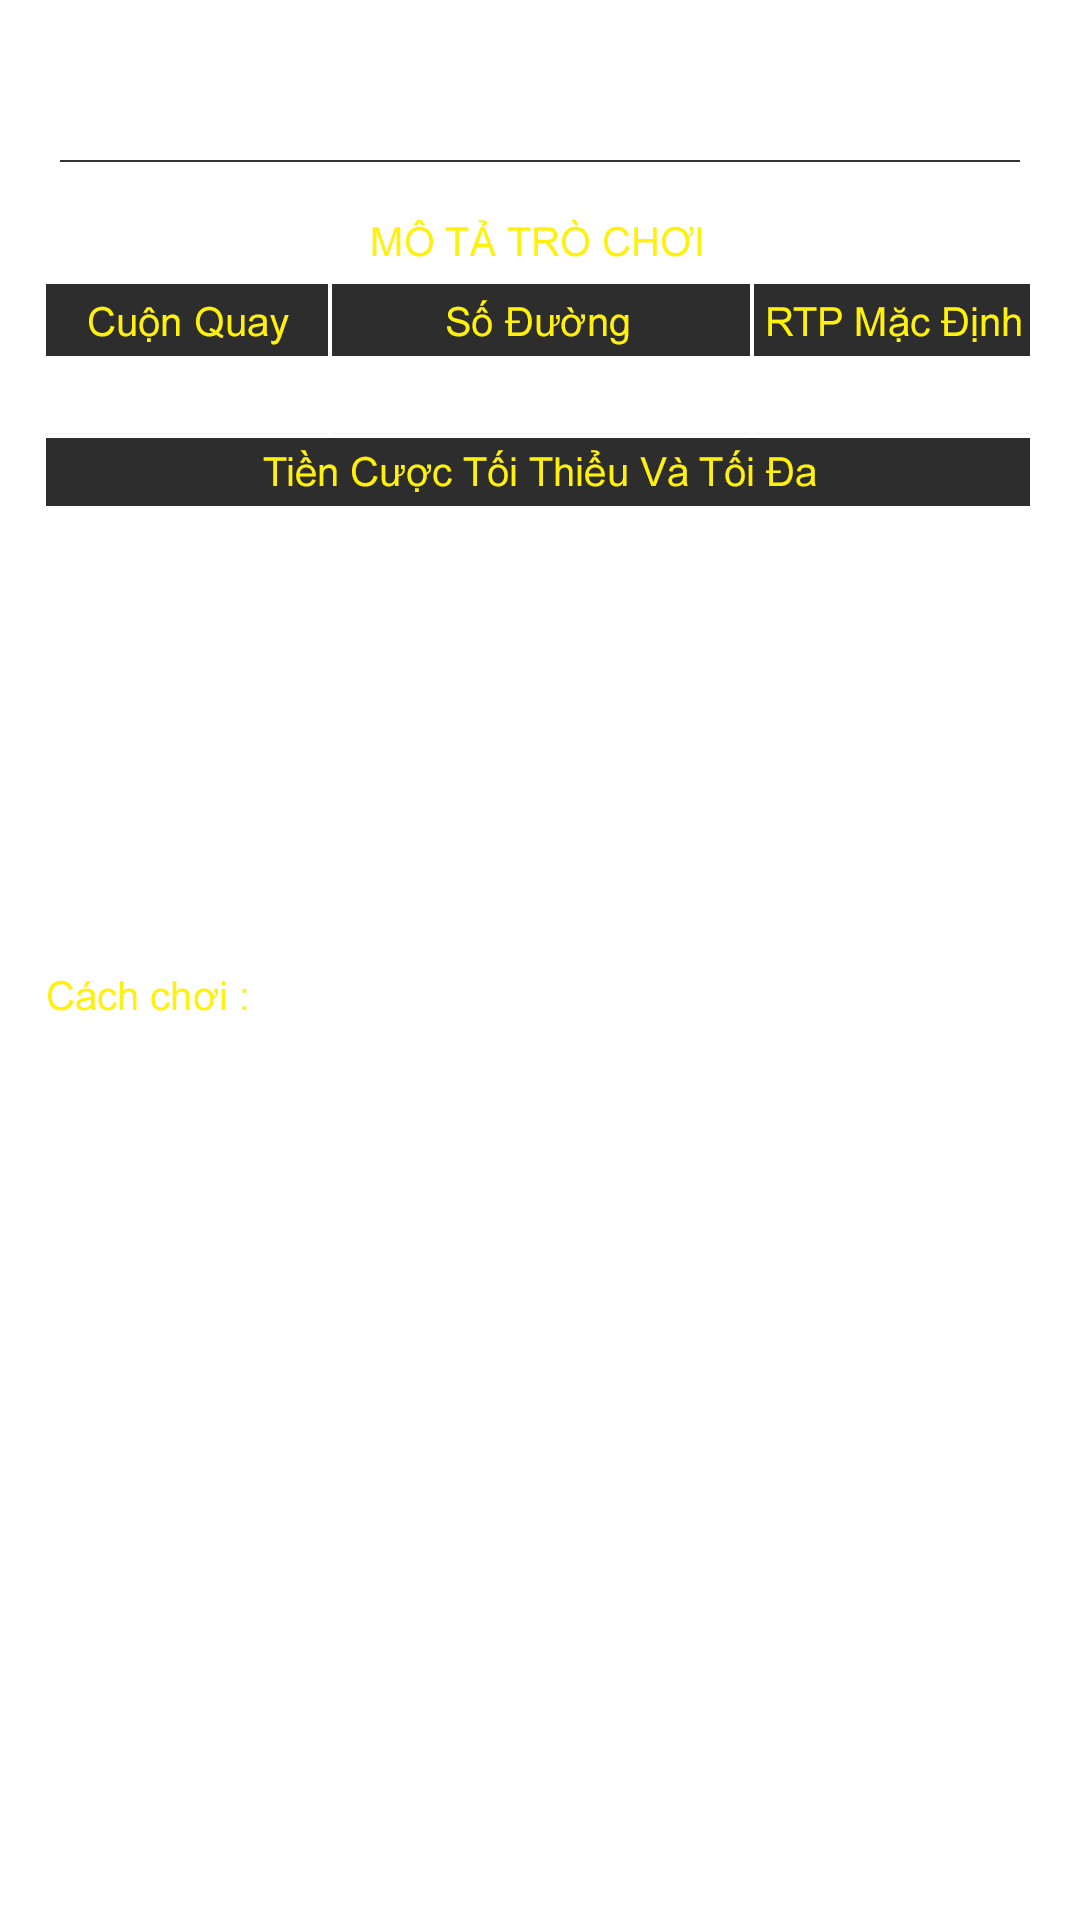 MÔ TẢ TRÒ CHƠI
Cuộn Quay Số Đường RTP Mặc Định
Tiền Cược Tối Thiểu Và Tối Đa
Cách chơi :